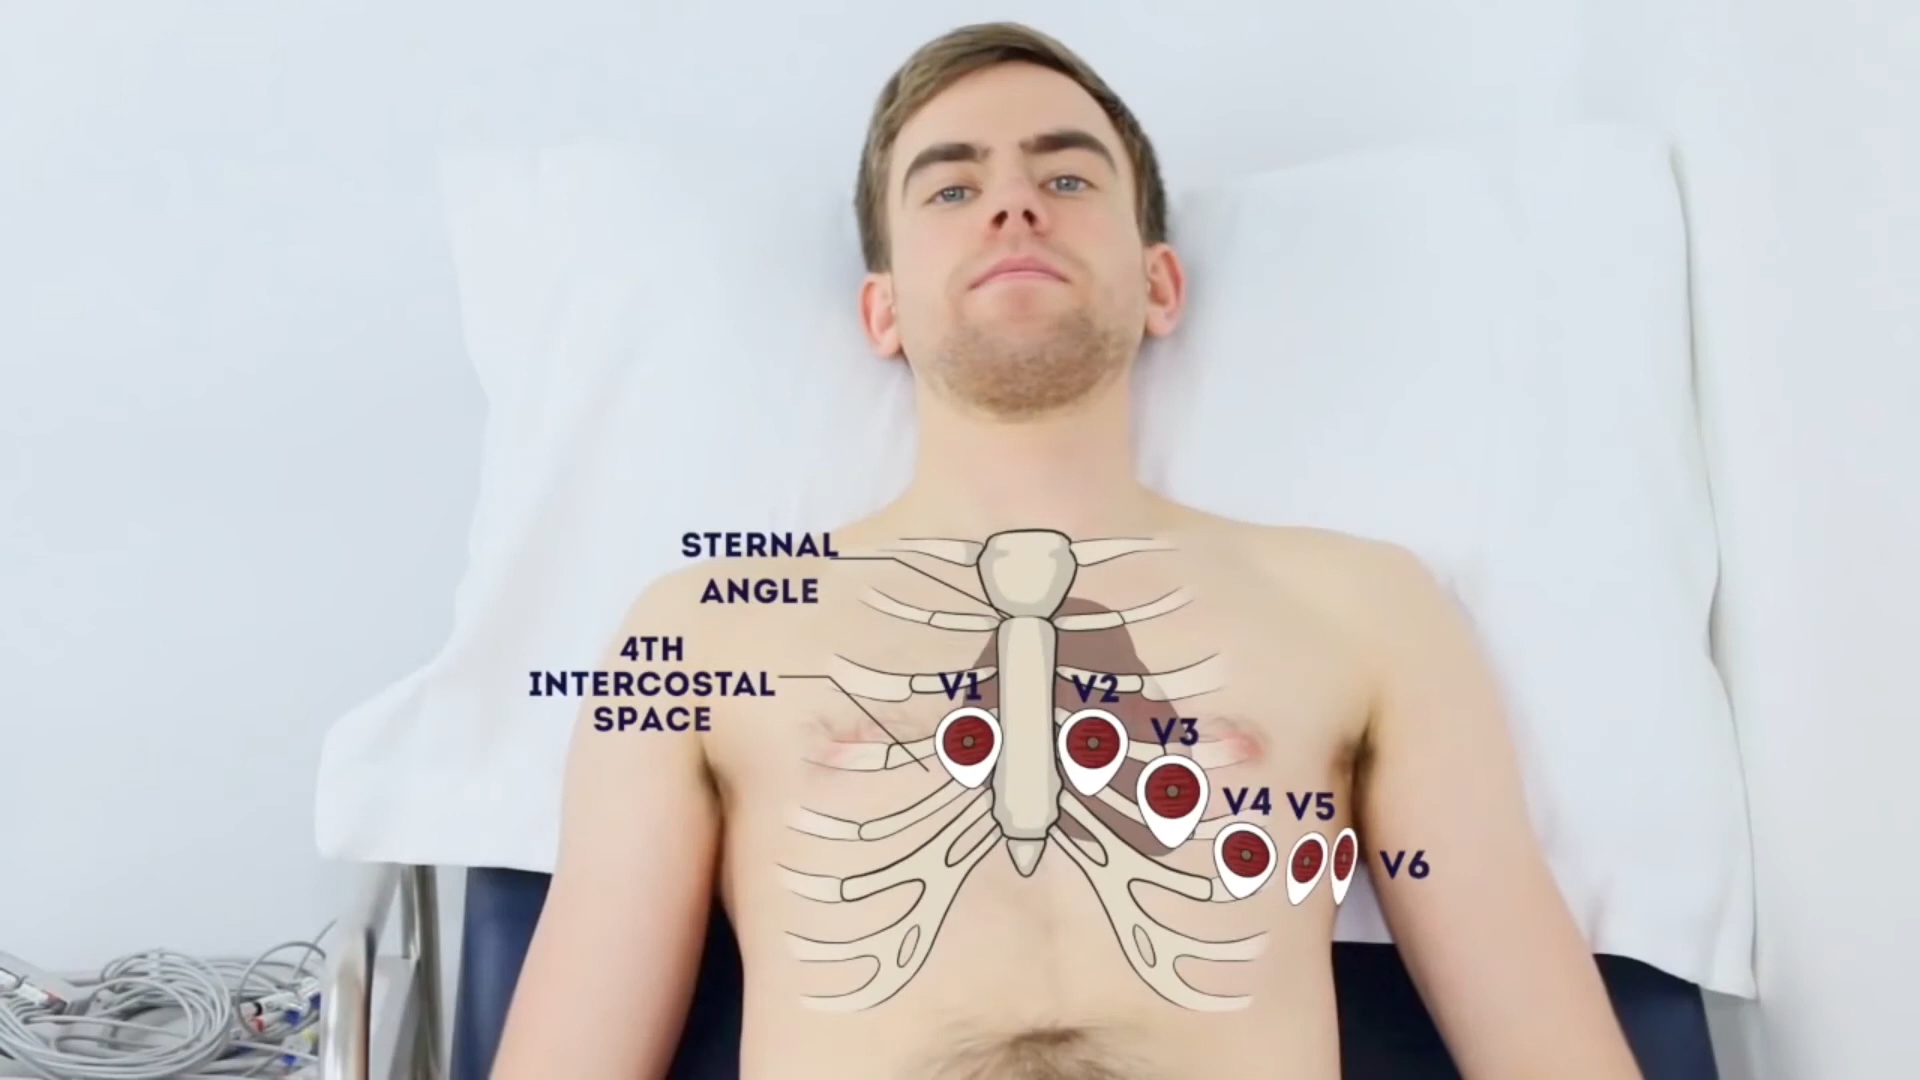 STERNAL
ANGLE
4TH
INTERCOSTAL
SPACE
V1
V2
V3
V4
V5
V6